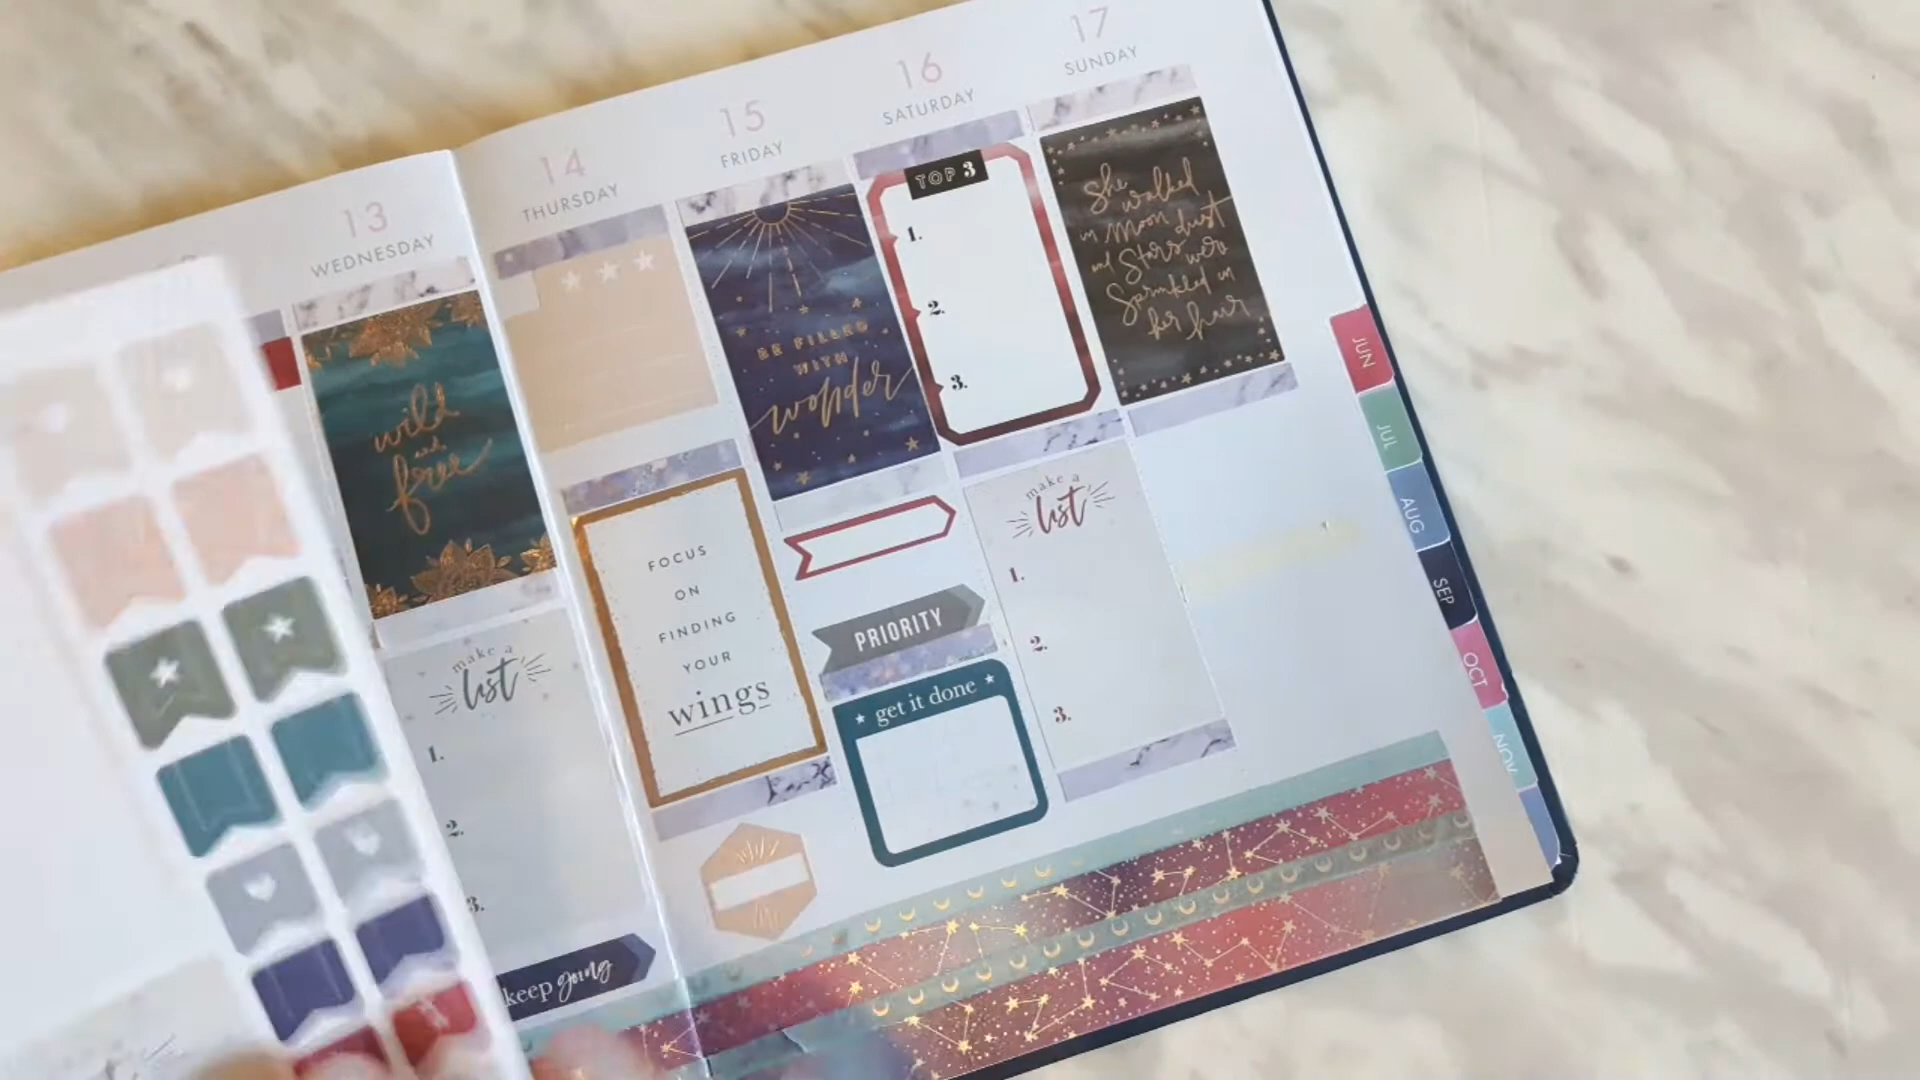 13
WEDNESDAY
14
THURSDAY
15
FRIDAY
16
SATURDAY
17
SUNDAY
wild
and
free
make a
list
1.
2.
3.
keep going
FOCUS
ON
FINDING
YOUR
wings
BE FILLED
WITH
wonder
PRIORITY
get it done
TOP 3
1.
2.
3.
make a
list
1.
2.
3.
She walked
in Moon dust
and Stars were
Sprinkled in
her hair
JUN
JUL
AUG
SEP
OCT
NOV